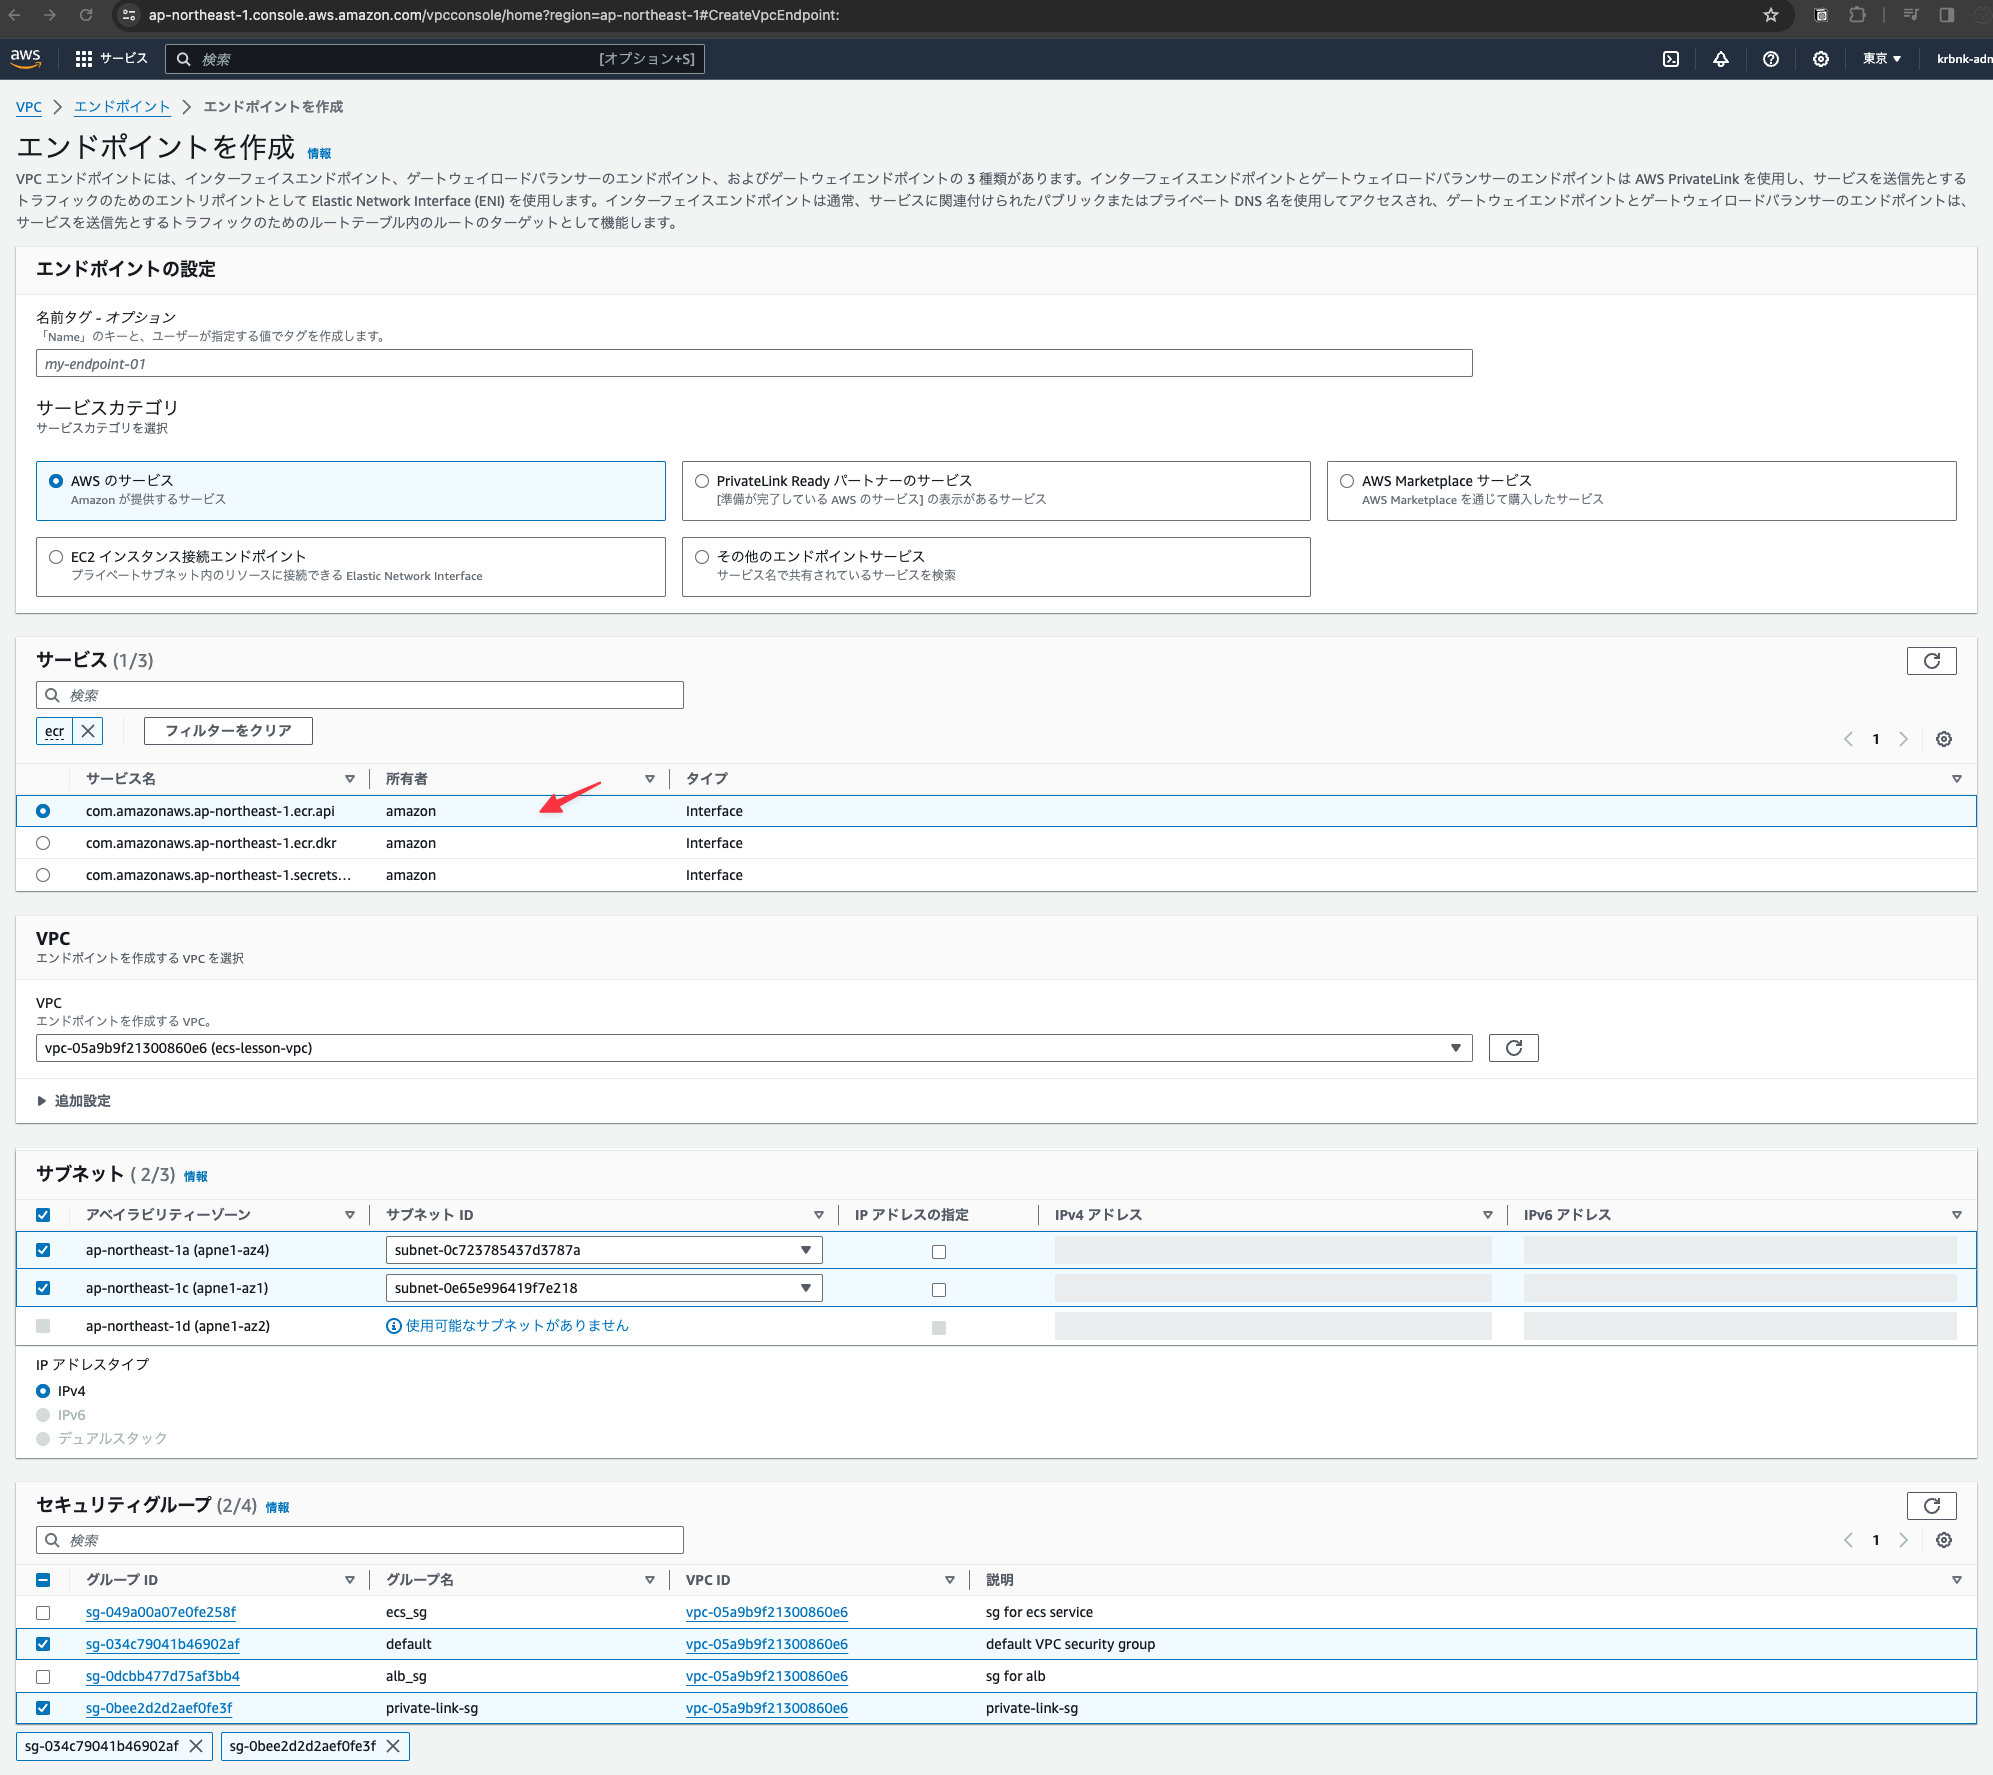 ap-northeast-1.console.aws.amazon.com/vpcconsole/home?region=ap-northeast-1#CreateVpcEndpoint:
aws サービス 検索 [オプション+S] 東京 krbnk-adn
VPC エンドポイント エンドポイントを作成
エンドポイントを作成 情報
VPC エンドポイントには、インターフェイスエンドポイント、ゲートウェイロードバランサーのエンドポイント、およびゲートウェイエンドポイントの 3 種類があります。インターフェイスエンドポイントとゲートウェイロードバランサーのエンドポイントは AWS PrivateLink を使用し、サービスを送信先とする
トラフィックのためのエントリポイントとして Elastic Network Interface (ENI) を使用します。インターフェイスエンドポイントは通常、サービスに関連付けられたパブリックまたはプライベート DNS 名を使用してアクセスされ、ゲートウェイエンドポイントとゲートウェイロードバランサーのエンドポイントは、
サービスを送信先とするトラフィックのためのルートテーブル内のルートのターゲットとして機能します。
エンドポイントの設定
名前タグ - オプション
「Name」のキーと、ユーザーが指定する値でタグを作成します。
my-endpoint-01
サービスカテゴリ
サービスカテゴリを選択
AWS のサービス
Amazon が提供するサービス
PrivateLink Ready パートナーのサービス
[準備が完了している AWS のサービス] の表示があるサービス
AWS Marketplace サービス
AWS Marketplace を通じて購入したサービス
EC2 インスタンス接続エンドポイント
プライベートサブネット内のリソースに接続できる Elastic Network Interface
その他のエンドポイントサービス
サービス名で共有されているサービスを検索
サービス (1/3)
検索
ecr フィルターをクリア 1
サービス名 所有者 タイプ
com.amazonaws.ap-northeast-1.ecr.api amazon Interface
com.amazonaws.ap-northeast-1.ecr.dkr amazon Interface
com.amazonaws.ap-northeast-1.secrets... amazon Interface
VPC
エンドポイントを作成する VPC を選択
VPC
エンドポイントを作成する VPC。
vpc-05a9b9f21300860e6 (ecs-lesson-vpc)
追加設定
サブネット ( 2/3) 情報
アベイラビリティーゾーン サブネット ID IP アドレスの指定 IPv4 アドレス IPv6 アドレス
ap-northeast-1a (apne1-az4) subnet-0c723785437d3787a
ap-northeast-1c (apne1-az1) subnet-0e65e996419f7e218
ap-northeast-1d (apne1-az2) 使用可能なサブネットがありません
IP アドレスタイプ
IPv4
IPv6
デュアルスタック
セキュリティグループ (2/4) 情報
検索 1
グループ ID グループ名 VPC ID 説明
sg-049a00a07e0fe258f ecs_sg vpc-05a9b9f21300860e6 sg for ecs service
sg-034c79041b46902af default vpc-05a9b9f21300860e6 default VPC security group
sg-0dcbb477d75af3bb4 alb_sg vpc-05a9b9f21300860e6 sg for alb
sg-0bee2d2d2aef0fe3f private-link-sg vpc-05a9b9f21300860e6 private-link-sg
sg-034c79041b46902af sg-0bee2d2d2aef0fe3f